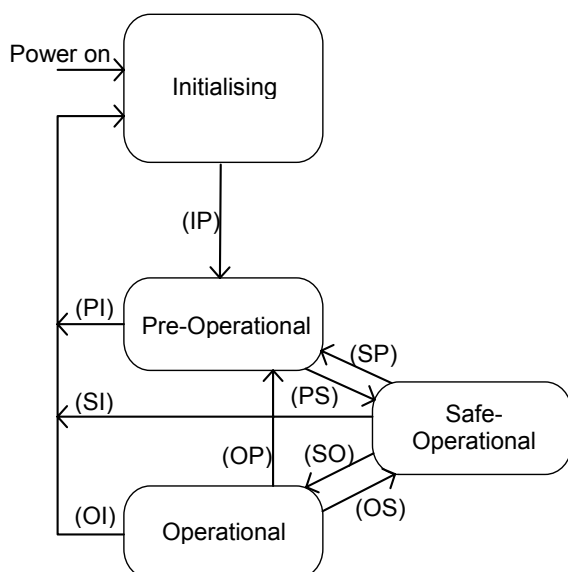 Power on
Initialising
(IP)
(PI)
Pre-Operational
(SP)
(PS)
(SI)
Safe-
Operational
(OP)
(SO)
(OI)
Operational
(OS)